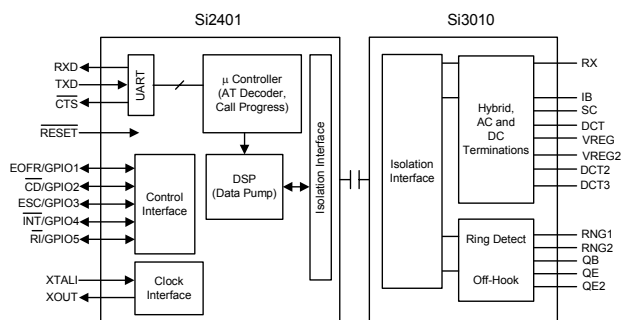 Si2401
Si3010
RXD
TXD
CTS
RESET
EOFR/GPIO1
CD/GPIO2
ESC/GPIO3
INT/GPIO4
RI/GPIO5
XTALI
XOUT
UART
µ Controller
(AT Decoder,
Call Progress)
DSP
(Data Pump)
Control
Interface
Clock
Interface
Isolation Interface
Isolation
Interface
Hybrid,
AC and
DC
Terminations
Ring Detect
Off-Hook
RX
IB
SC
DCT
VREG
VREG2
DCT2
DCT3
RNG1
RNG2
QB
QE
QE2